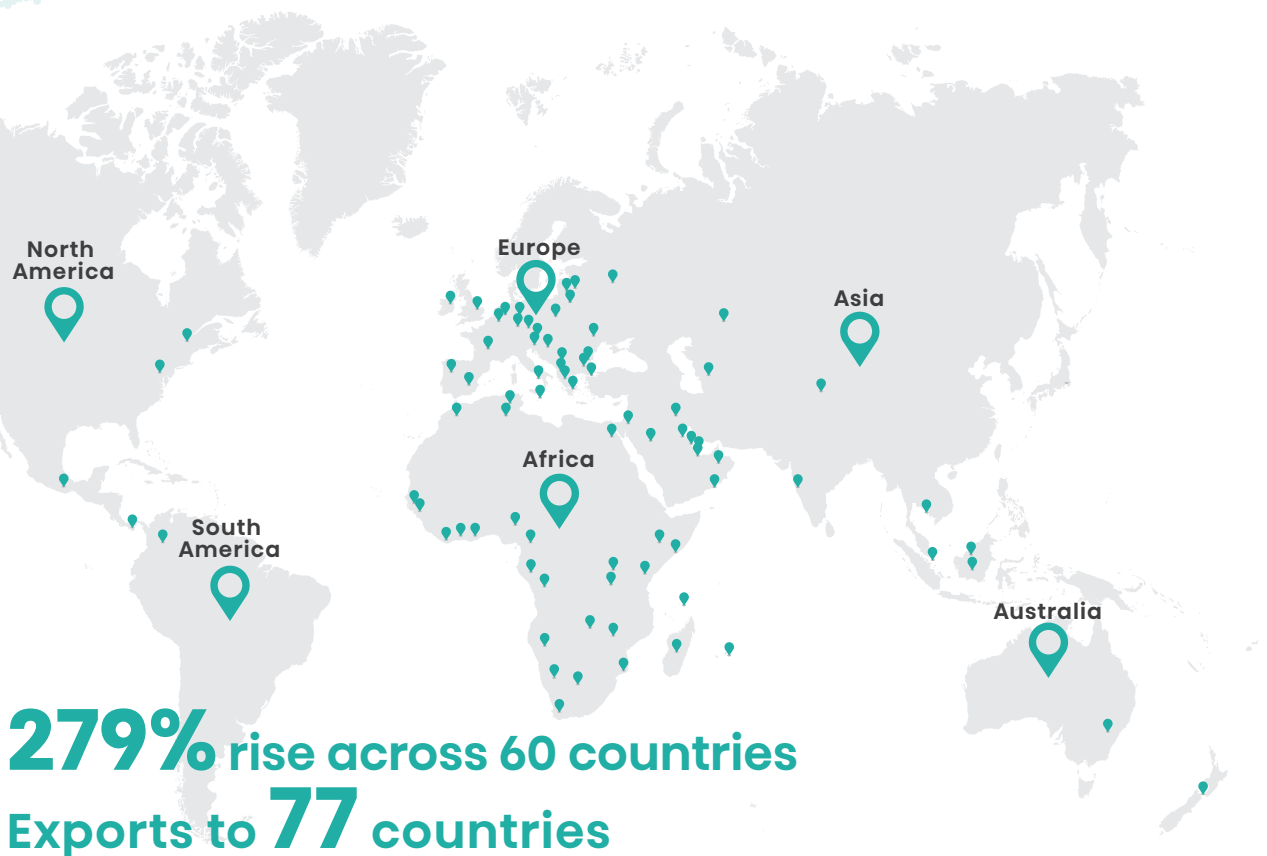 North
America
Europe
Asia
Africa
South
America
Australia
279% rise across 60 countries
Exports to 77 countries